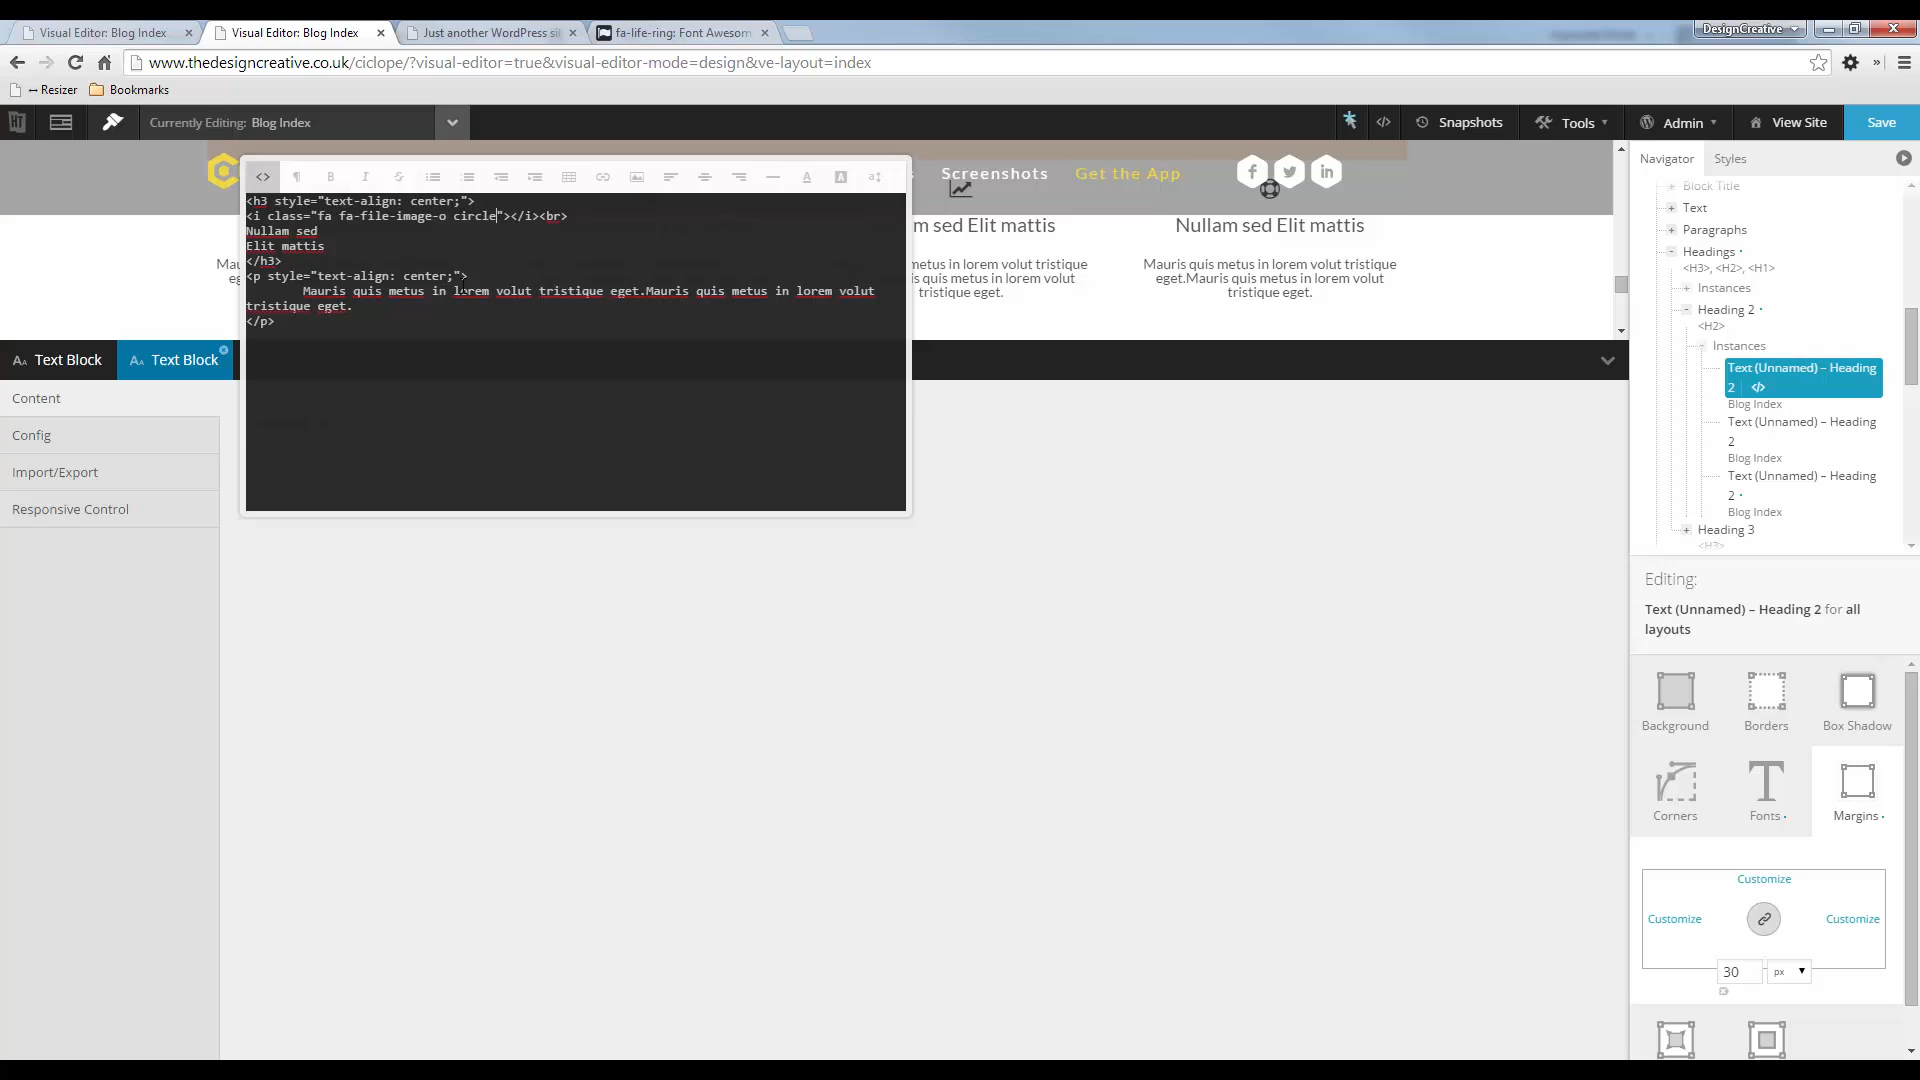 Visual Editor: Blog Index
Visual Editor: Blog Index
Just another WordPress si
fa-life-ring: Font Awesom
DesignCreative
www.thedesigncreative.co.uk/ciclope/?visual-editor=true&visual-editor-mode=design&ve-layout=index
Resizer
Bookmarks
HT
Currently Editing: Blog Index
Snapshots
Tools
Admin
View Site
Save
Screenshots
Get the App
<h3 style="text-align: center;">
<i class="fa fa-file-image-o circle"></i><br>
Nullam sed
Elit mattis
</h3>
<p style="text-align: center;">
Mauris quis metus in lorem volut tristique eget.Mauris quis metus in lorem volut
tristique eget.
</p>
m sed Elit mattis
metus in lorem volut tristique
is quis metus in lorem volut
tristique eget.
Nullam sed Elit mattis
Mauris quis metus in lorem volut tristique
eget.Mauris quis metus in lorem volut
tristique eget.
Text Block
Text Block
Content
Config
Import/Export
Responsive Control
Navigator
Styles
Block Title
Text
Paragraphs
Headings
<H3>, <H2>, <H1>
Instances
Heading 2
<H2>
Instances
Text (Unnamed) – Heading
2 </>
Blog Index
Text (Unnamed) – Heading
2
Blog Index
Text (Unnamed) – Heading
2
Blog Index
Heading 3
<H3>
Editing:
Text (Unnamed) – Heading 2 for all
layouts
Background
Borders
Box Shadow
Corners
Fonts
Margins
Customize
Customize
Customize
30
px